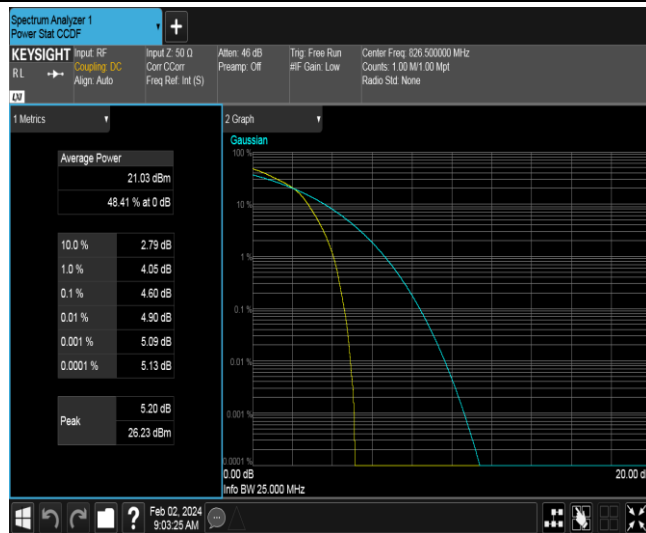 Spectrum Analyzer 1
Power Stat CCDF
+
KEYSIGHT
RL
Input: RF
Coupling: DC
Align: Auto
Input Z: 50 Ω
Corr CCorr
Freq Ref: Int (S)
Atten: 46 dB
Preamp: Off
Trig: Free Run
#IF Gain: Low
Center Freq: 826.500000 MHz
Counts: 1.00 M/1.00 Mpt
Radio Std: None
1 Metrics
Average Power
21.03 dBm
48.41 % at 0 dB
10.0 % 2.79 dB
1.0 % 4.05 dB
0.1 % 4.60 dB
0.01 % 4.90 dB
0.001 % 5.09 dB
0.0001 % 5.13 dB
Peak
5.20 dB
26.23 dBm
2 Graph
Gaussian
100 %
10 %
1 %
0.1 %
0.01 %
0.001 %
0.0001 %
0.00 dB
20.00 d
Info BW 25.000 MHz
?
Feb 02, 2024
9:03:25 AM